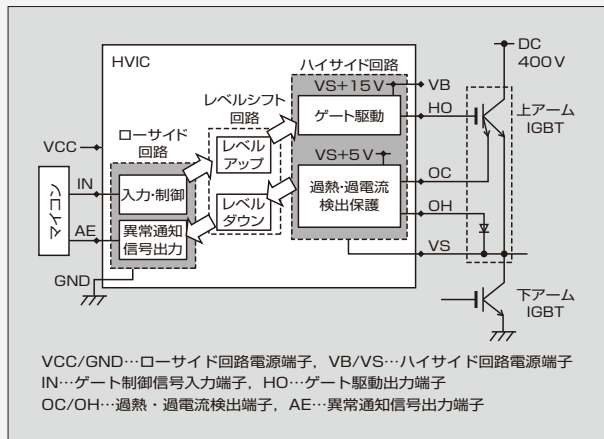 HVIC
ハイサイド回路
DC
400V
VS+15V
VB
レベルシフト
回路
ゲート駆動
HO
上アーム
IGBT
ローサイド
回路
VCC
レベル
アップ
VS+5V
マイコン
IN
入力・制御
過熱・過電流
検出保護
OC
レベル
ダウン
OH
AE
異常通知
信号出力
VS
GND
下アーム
IGBT
VCC/GND…ローサイド回路電源端子，VB/VS…ハイサイド回路電源端子
IN…ゲート制御信号入力端子，HO…ゲート駆動出力端子
OC/OH…過熱・過電流検出端子，AE…異常通知信号出力端子